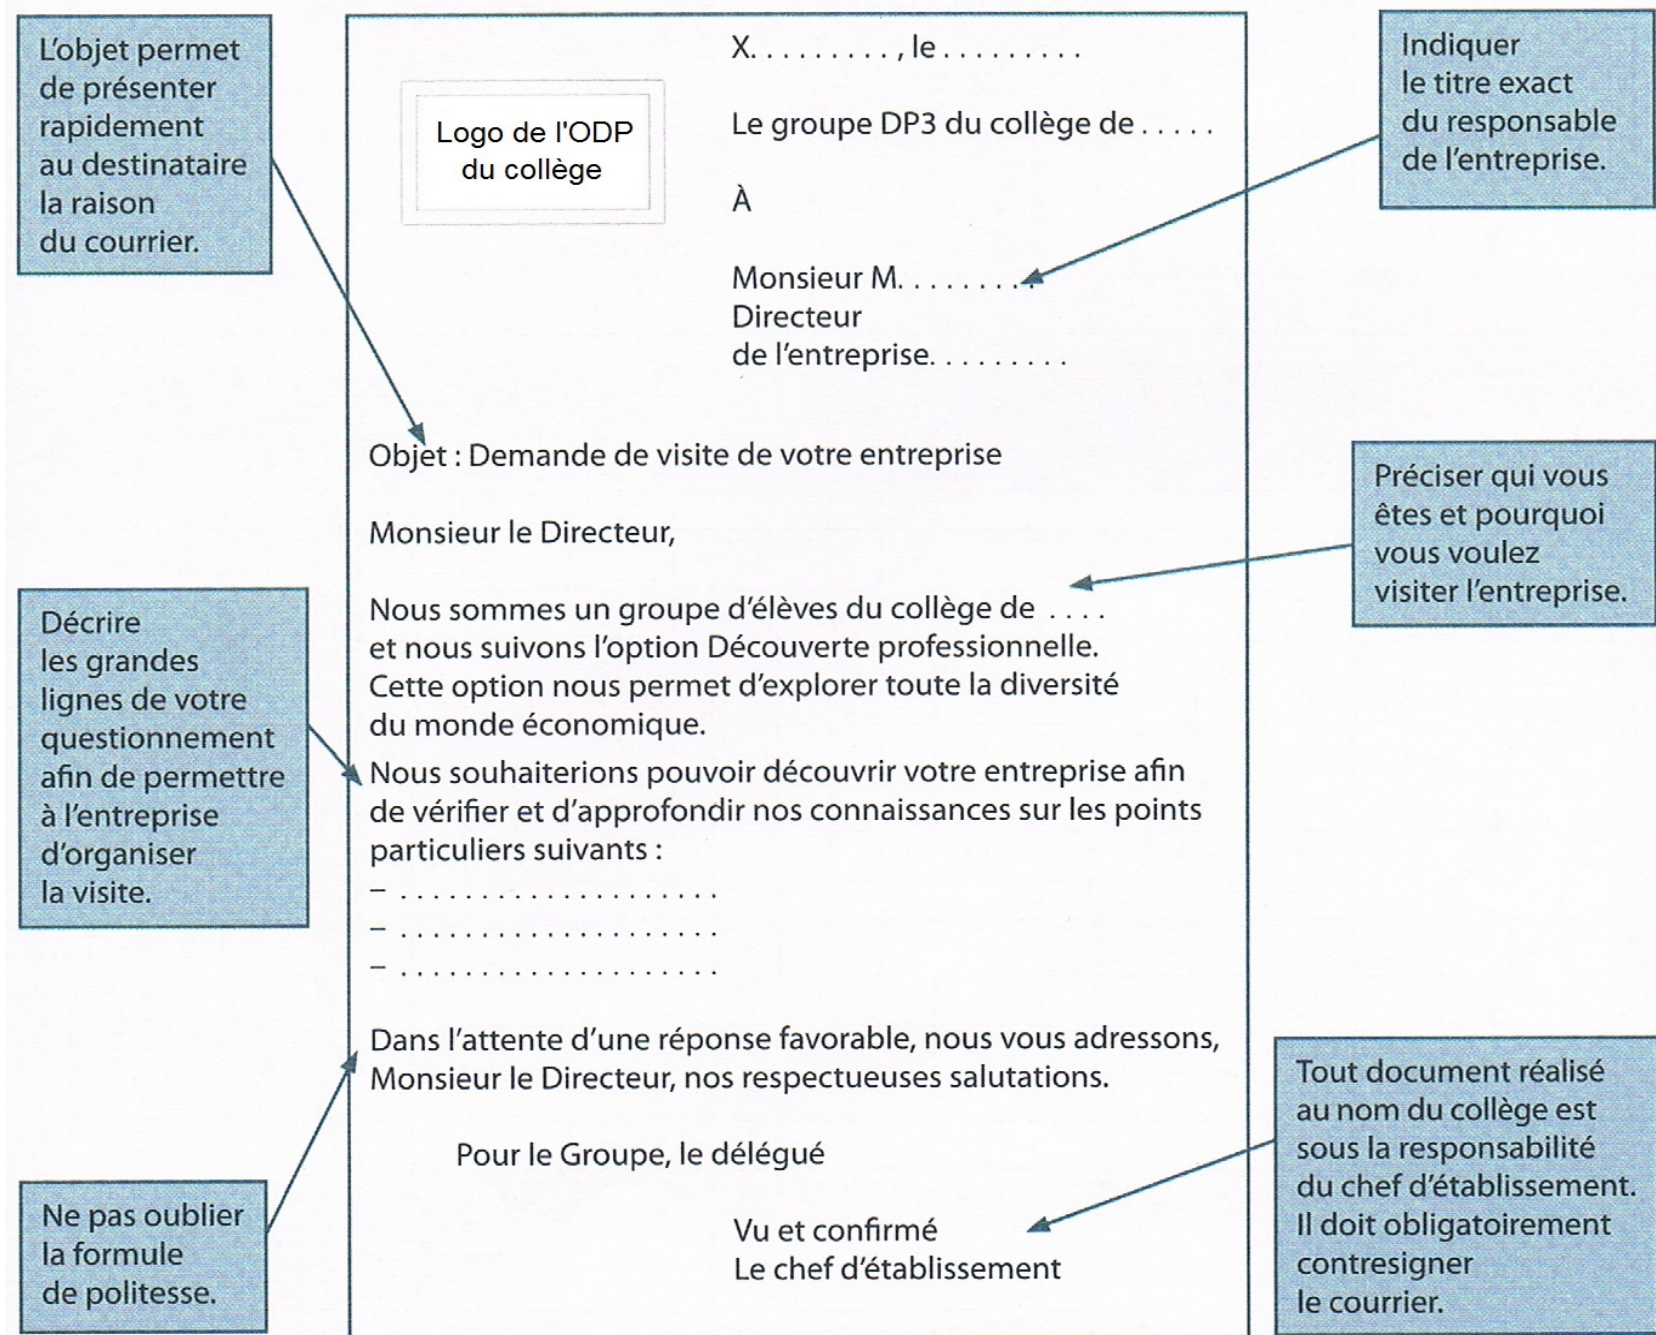 L'objet permet
de présenter
rapidement
au destinataire
la raison
du courrier.
X. . . . . . . . . , le . . . . . . . . .
Logo de l'ODP
du collège
Le groupe DP3 du collège de . . . . .
À
Monsieur M. . . . . . . . .
Directeur
de l'entreprise. . . . . . . . .
Indiquer
le titre exact
du responsable
de l'entreprise.
Objet : Demande de visite de votre entreprise
Monsieur le Directeur,
Préciser qui vous
êtes et pourquoi
vous voulez
visiter l'entreprise.
Nous sommes un groupe d'élèves du collège de . . . .
et nous suivons l'option Découverte professionnelle.
Cette option nous permet d'explorer toute la diversité
du monde économique.
Décrire
les grandes
lignes de votre
questionnement
afin de permettre
à l'entreprise
d'organiser
la visite.
Nous souhaiterions pouvoir découvrir votre entreprise afin
de vérifier et d'approfondir nos connaissances sur les points
particuliers suivants :
– . . . . . . . . . . . . . . . . . . . .
– . . . . . . . . . . . . . . . . . . . .
– . . . . . . . . . . . . . . . . . . . .
Dans l'attente d'une réponse favorable, nous vous adressons,
Monsieur le Directeur, nos respectueuses salutations.
Ne pas oublier
la formule
de politesse.
Pour le Groupe, le délégué
Vu et confirmé
Le chef d'établissement
Tout document réalisé
au nom du collège est
sous la responsabilité
du chef d'établissement.
Il doit obligatoirement
contresigner
le courrier.